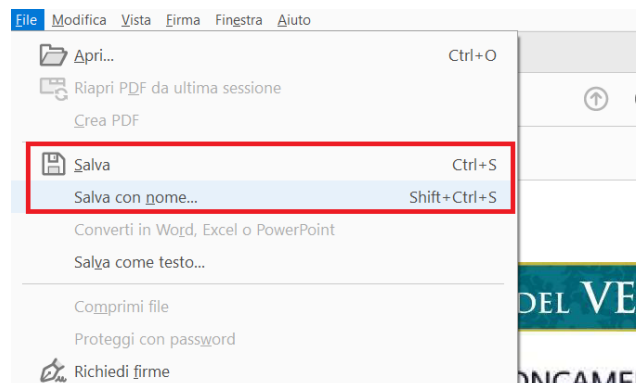 File Modifica Vista Firma Finestra Aiuto
Apri... Ctrl+O
Riapri PDF da ultima sessione
Crea PDF
Salva Ctrl+S
Salva con nome... Shift+Ctrl+S
Converti in Word, Excel o PowerPoint
Salva come testo...
DEL VE
Comprimi file
Proteggi con password
Richiedi firme